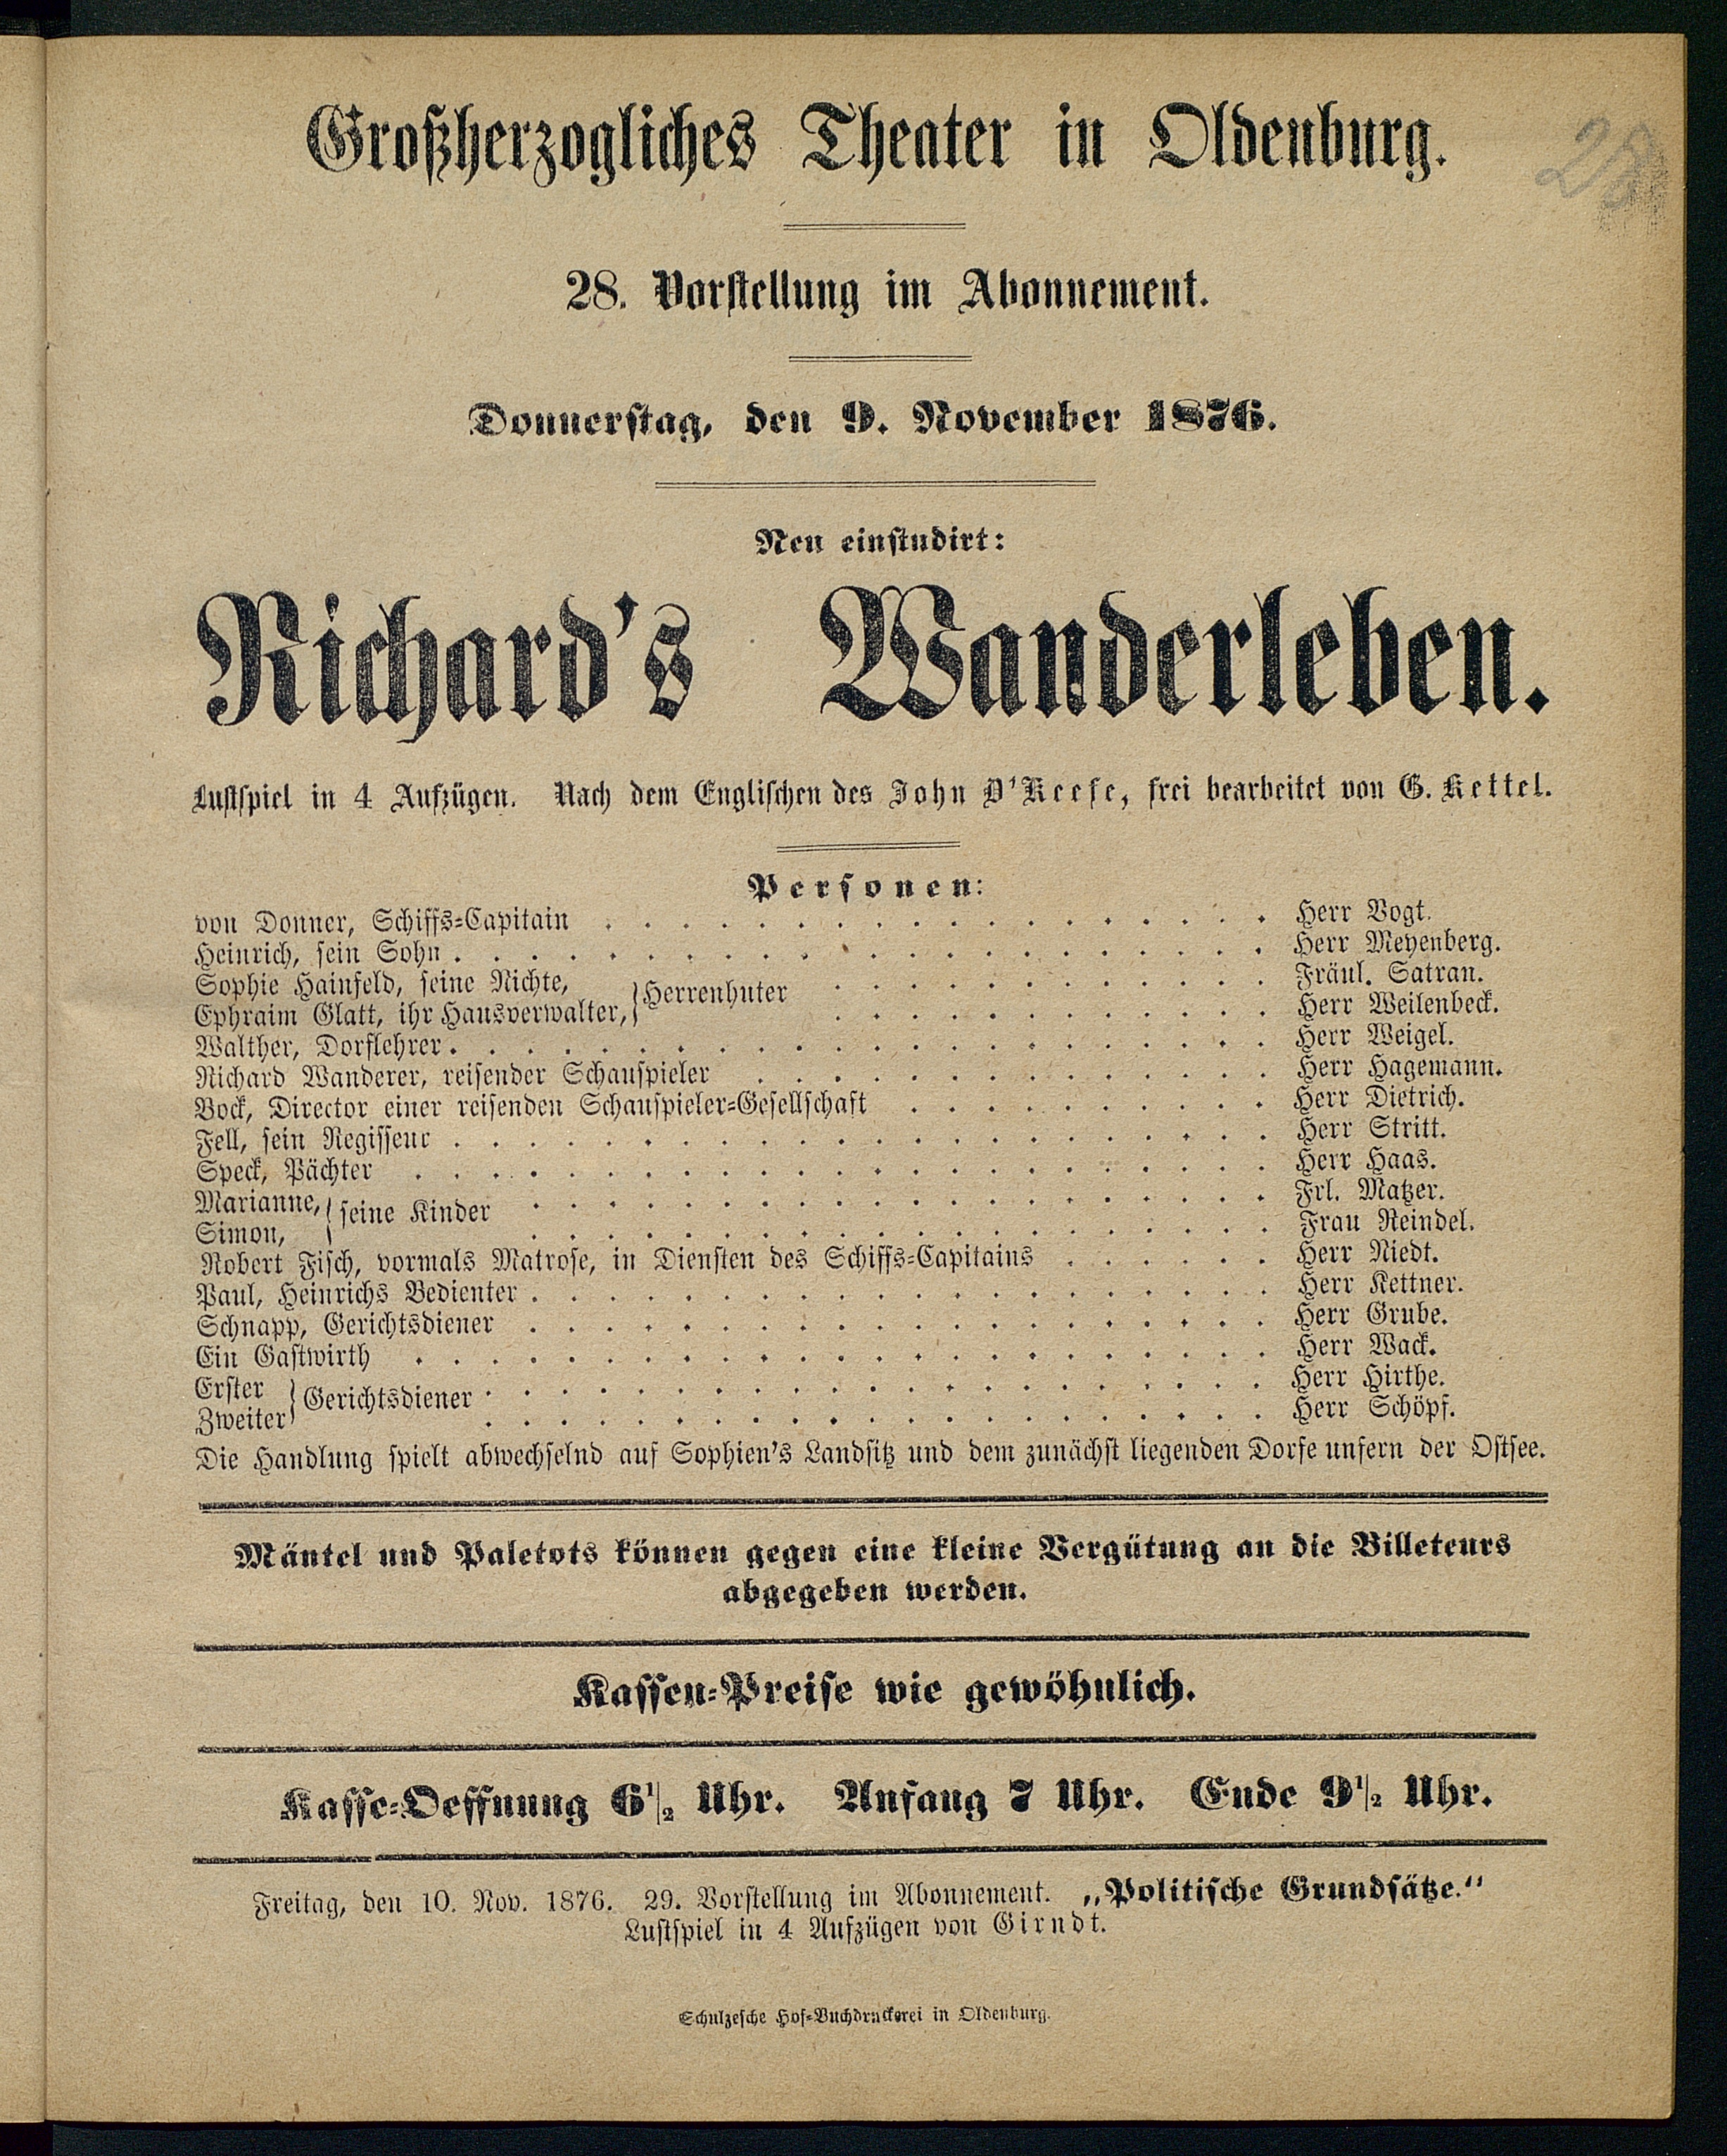 Großherzogliches Theater in Oldenburg.
28
28. Vorstellung im Abonnement.
Donnerstag, den 9. November 1876.
Neu einstudirt:
Richard's Wanderleben.
Lustspiel in 4 Aufzügen. Nach dem Englischen des John O'Keefe, frei bearbeitet von G. Kettel.
Personen:
von Donner, Schiffs-Capitain . . . . . . . . . . . . . . . . . . Herr Vogt.
Heinrich, sein Sohn . . . . . . . . . . . . . . . . . . Herr Meyenberg.
Sophie Hainfeld, seine Nichte, } Herrenhuter . . . . . . . . . . . . Fräul. Satran.
Ephraim Glatt, ihr Hausverwalter, } . . . . . . . . . . . . Herr Weilenbeck.
Walther, Dorflehrer . . . . . . . . . . . . . . . . . . Herr Weigel.
Richard Wanderer, reisender Schauspieler . . . . . . . . . . . . Herr Hagemann.
Bock, Director einer reisenden Schauspieler-Gesellschaft . . . . . . . . . . Herr Dietrich.
Fell, sein Regisseur . . . . . . . . . . . . . . . . . . Herr Stritt.
Speck, Pächter . . . . . . . . . . . . . . . . . . Herr Haas.
Marianne, { seine Kinder . . . . . . . . . . . . . . . . Frl. Matzer.
Simon, { . . . . . . . . . . . . . . . . Frau Reindel.
Robert Fisch, vormals Matrose, in Diensten des Schiffs-Capitains . . . . . . Herr Niedt.
Paul, Heinrichs Bedienter . . . . . . . . . . . . . . . . Herr Kettner.
Schnapp, Gerichtsdiener . . . . . . . . . . . . . . . . Herr Grube.
Ein Gastwirth . . . . . . . . . . . . . . . . . . Herr Wack.
Erster } Gerichtsdiener . . . . . . . . . . . . . . . . Herr Hirthe.
Zweiter } . . . . . . . . . . . . . . . . Herr Schöpf.
Die Handlung spielt abwechselnd auf Sophien's Landsitz und dem zunächst liegenden Dorfe unfern der Ostsee.
Mäntel und Paletots können gegen eine kleine Vergütung an die Billeteurs
abgegeben werden.
Kassen-Preise wie gewöhnlich.
Kasse-Oeffnung 6½ Uhr. Anfang 7 Uhr. Ende 9½ Uhr.
Freitag, den 10. Nov. 1876. 29. Vorstellung im Abonnement. „Politische Grundsätze."
Lustspiel in 4 Aufzügen von Girndt.
Schulzesche Hof-Buchdruckerei in Oldenburg.